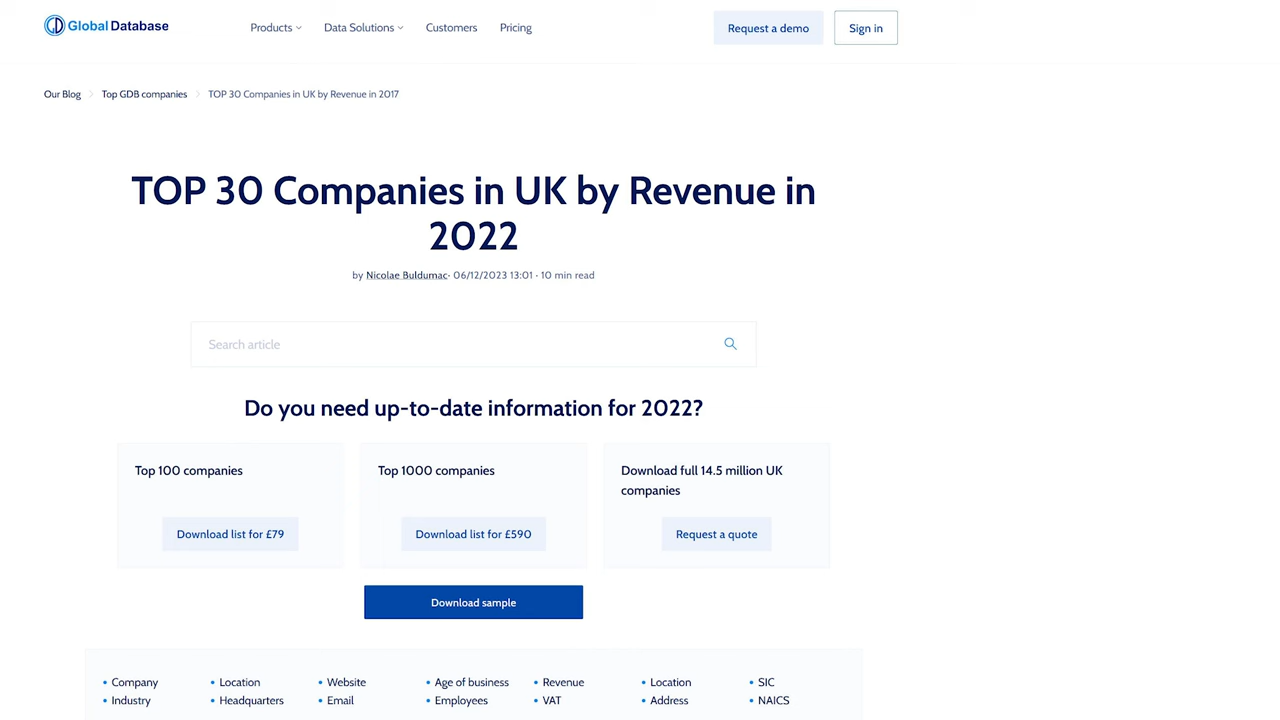 Global Database
Products
Data Solutions
Customers
Pricing
Request a demo
Sign in
Our Blog
Top GDB companies
TOP 30 Companies in UK by Revenue in 2017
TOP 30 Companies in UK by Revenue in
2022
by Nicolae Buldumac· 06/12/2023 13:01 · 10 min read
Search article
Do you need up-to-date information for 2022?
Top 100 companies
Download list for £79
Top 1000 companies
Download list for £590
Download full 14.5 million UK
companies
Request a quote
Download sample
• Company
• Industry
• Location
• Headquarters
• Website
• Email
• Age of business
• Employees
• Revenue
• VAT
• Location
• Address
• SIC
• NAICS